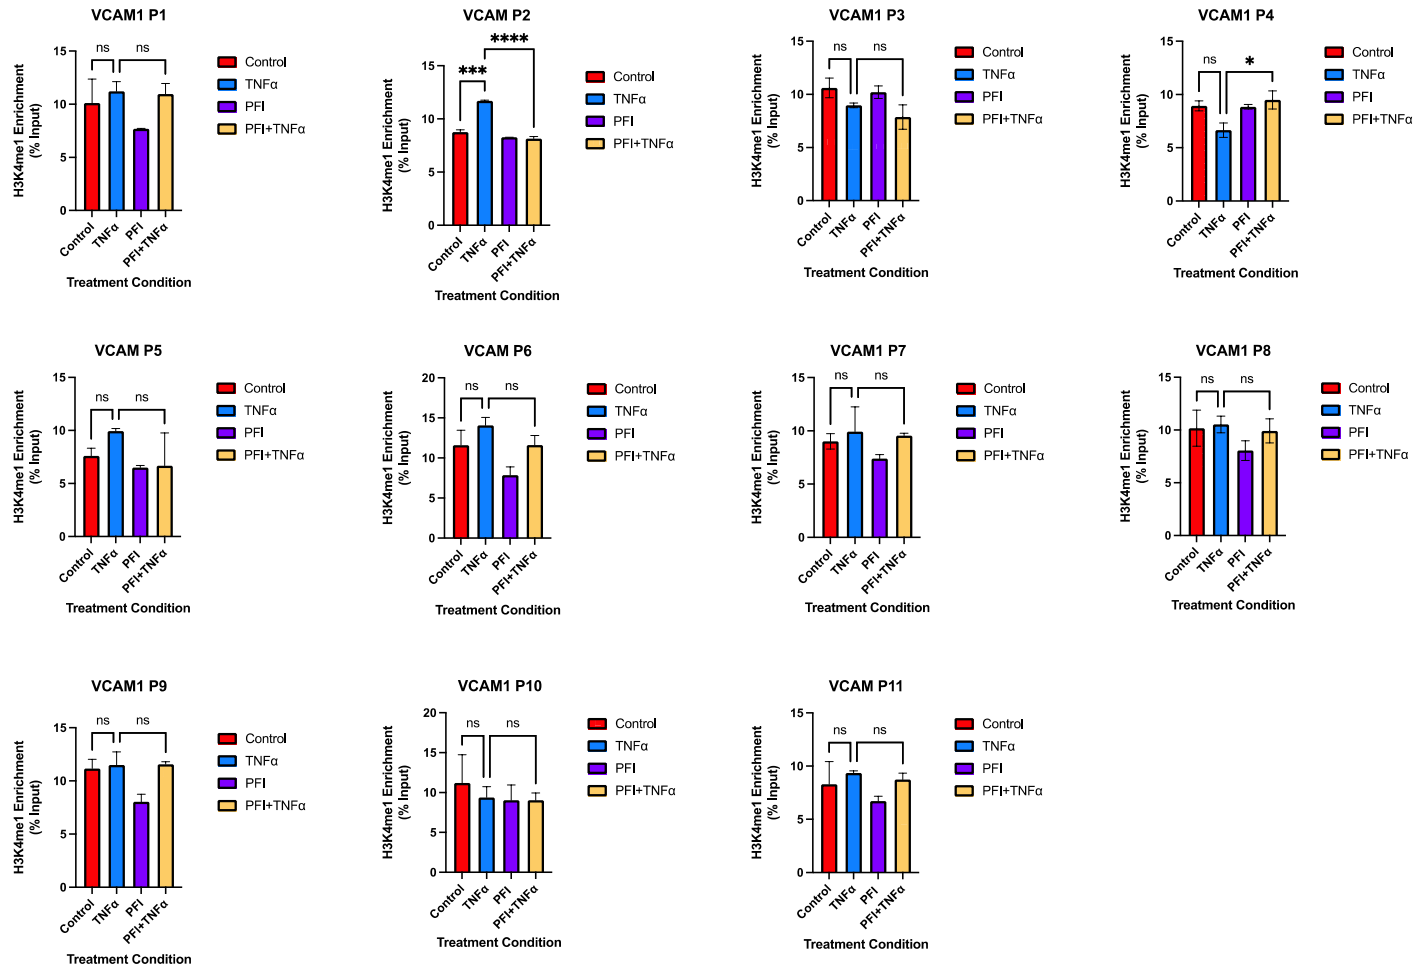 VCAM1 P1
H3K4me1 Enrichment
(% Input)
15
10
5
0
ns
ns
Control
TNFα
PFI
PFI+TNFα
Treatment Condition
Control
TNFα
PFI
PFI+TNFα
VCAM P2
H3K4me1 Enrichment
(% Input)
15
10
5
0
***
****
Control
TNFα
PFI
PFI+TNFα
Treatment Condition
Control
TNFα
PFI
PFI+TNFα
VCAM1 P3
H3K4me1 Enrichment
(% Input)
15
10
5
0
ns
ns
Control
TNFα
PFI
PFI+TNFα
Treatment Condition
Control
TNFα
PFI
PFI+TNFα
VCAM1 P4
H3K4me1 Enrichment
(% Input)
15
10
5
0
ns
*
Control
TNFα
PFI
PFI+TNFα
Treatment Condition
Control
TNFα
PFI
PFI+TNFα
VCAM P5
H3K4me1 Enrichment
(% Input)
15
10
5
0
ns
ns
Control
TNFα
PFI
PFI+TNFα
Treatment Condition
Control
TNFα
PFI
PFI+TNFα
VCAM P6
H3K4me1 Enrichment
(% Input)
20
15
10
5
0
ns
ns
Control
TNFα
PFI
PFI+TNFα
Treatment Condition
Control
TNFα
PFI
PFI+TNFα
VCAM1 P7
H3K4me1 Enrichment
(% Input)
15
10
5
0
ns
ns
Control
TNFα
PFI
PFI+TNFα
Treatment Condition
Control
TNFα
PFI
PFI+TNFα
VCAM1 P8
H3K4me1 Enrichment
(% Input)
15
10
5
0
ns
ns
Control
TNFα
PFI
PFI+TNFα
Treatment Condition
Control
TNFα
PFI
PFI+TNFα
VCAM1 P9
H3K4me1 Enrichment
(% Input)
15
10
5
0
ns
ns
Control
TNFα
PFI
PFI+TNFα
Treatment Condition
Control
TNFα
PFI
PFI+TNFα
VCAM1 P10
H3K4me1 Enrichment
(% Input)
20
15
10
5
0
ns
ns
Control
TNFα
PFI
PFI+TNFα
Treatment Condition
Control
TNFα
PFI
PFI+TNFα
VCAM P11
H3K4me1 Enrichment
(% Input)
15
10
5
0
ns
ns
Control
TNFα
PFI
PFI+TNFα
Treatment Condition
Control
TNFα
PFI
PFI+TNFα